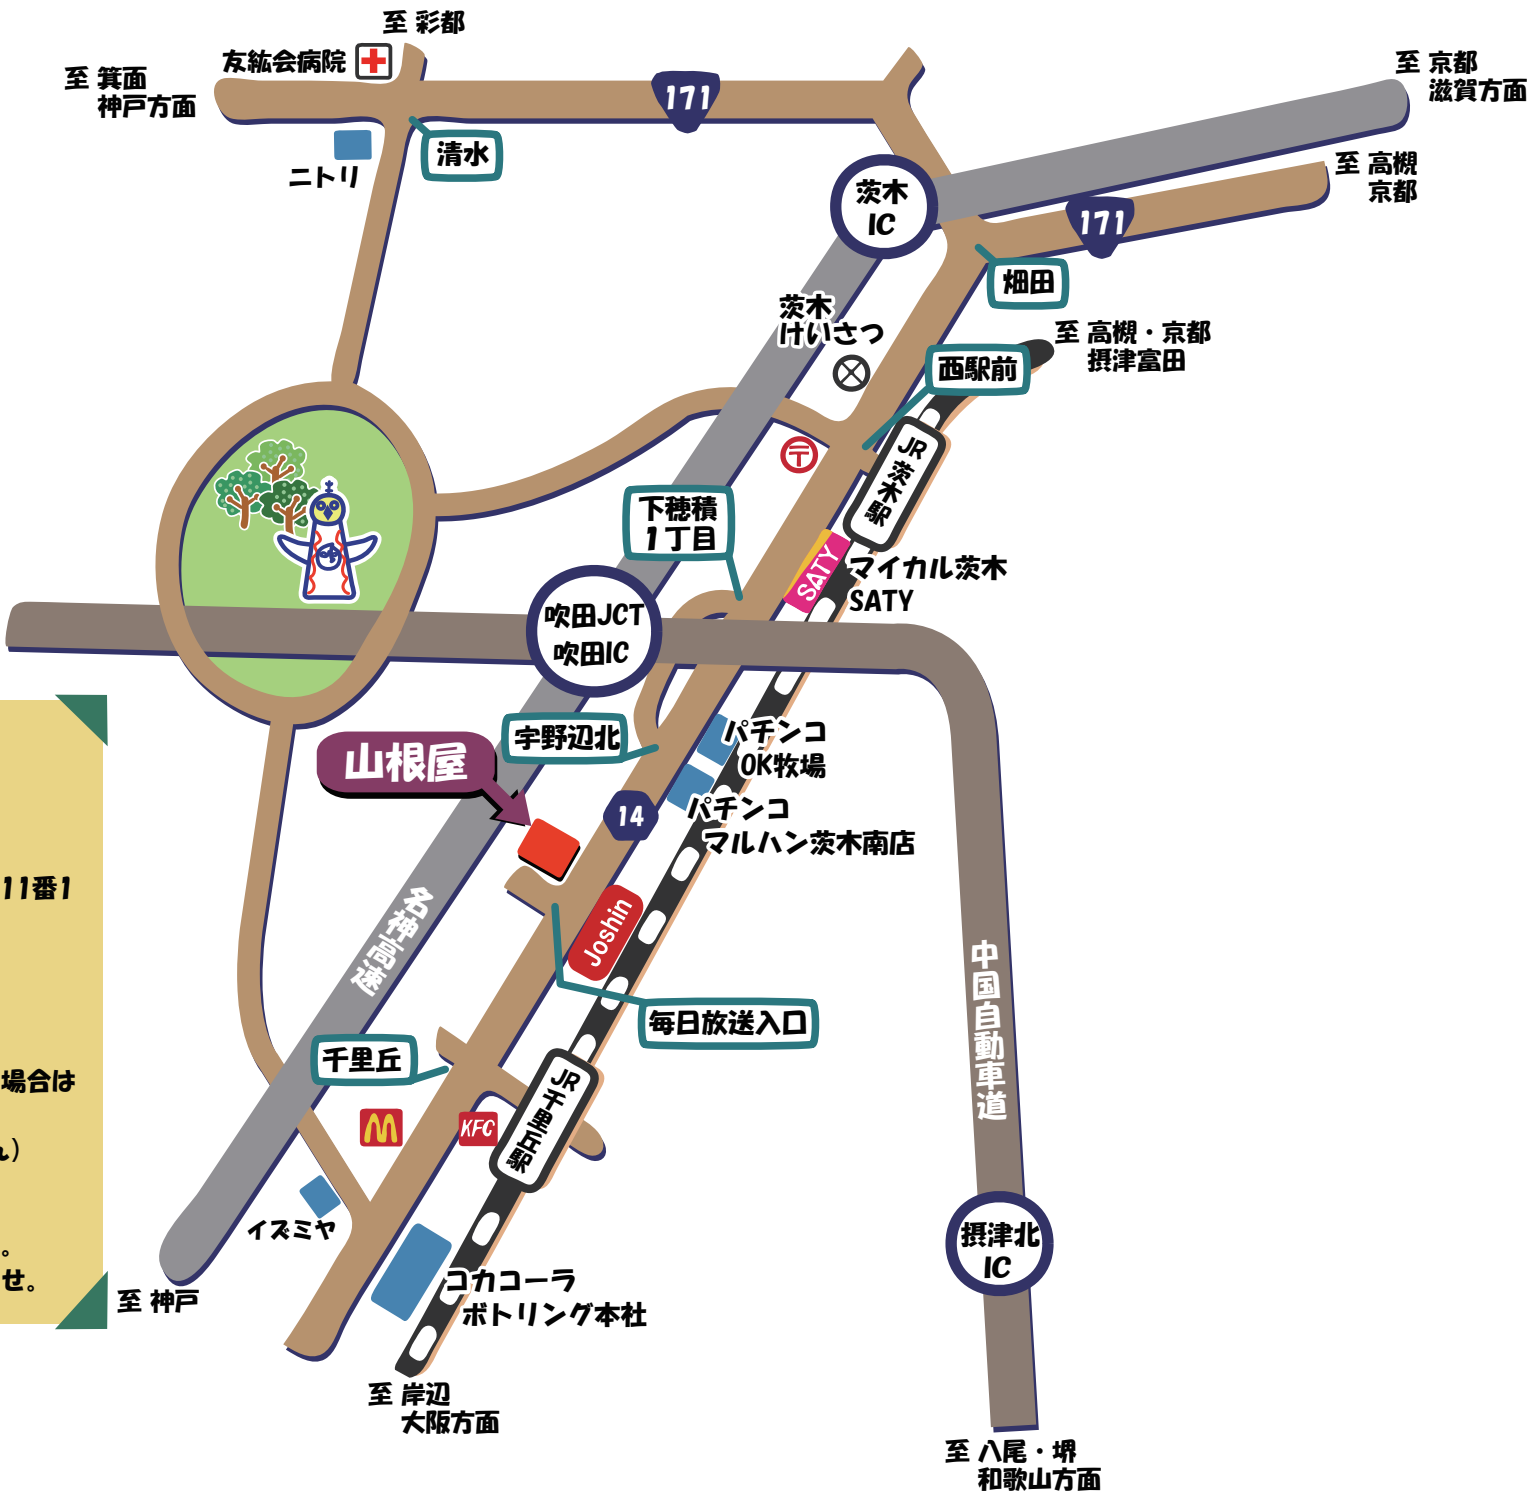 至 彩都
友紘会病院
至 箕面
神戸方面
171
至 京都
滋賀方面
清水
ニトリ
至 高槻
京都
茨木
IC
171
畑田
茨木
けいさつ
至 高槻・京都
摂津富田
西駅前
JR茨木駅
下穂積
1丁目
SATY
マイカル茨木
SATY
吹田JCT
吹田IC
宇野辺北
パチンコ
OK牧場
山根屋
14
パチンコ
マルハン茨木南店
11番1
名神高速
Joshin
中国自動車道
毎日放送入口
千里丘
場合は
JR千里丘駅
KFC
ん)
イズミヤ
摂津北
IC
。
せ。
コカコーラ
ボトリング本社
至 神戸
至 岸辺
大阪方面
至 八尾・堺
和歌山方面